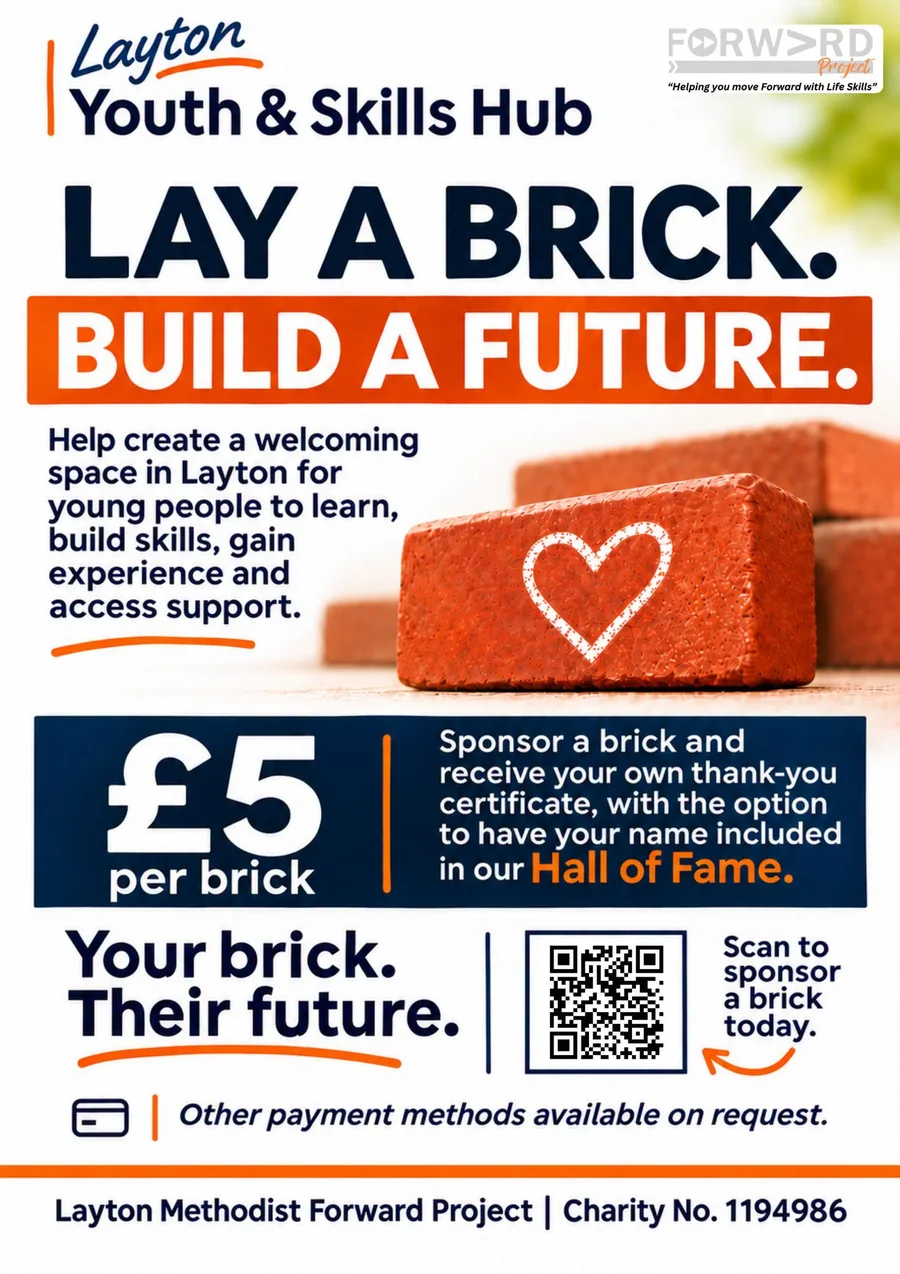 Layton
Youth & Skills Hub
FORWARD
Project
“Helping you move Forward with Life Skills”
LAY A BRICK.
BUILD A FUTURE.
Help create a welcoming
space in Layton for
young people to learn,
build skills, gain
experience and
access support.
£5
per brick
Sponsor a brick and
receive your own thank-you
certificate, with the option
to have your name included
in our Hall of Fame.
Your brick.
Their future.
Scan to
sponsor
a brick
today.
Other payment methods available on request.
Layton Methodist Forward Project | Charity No. 1194986